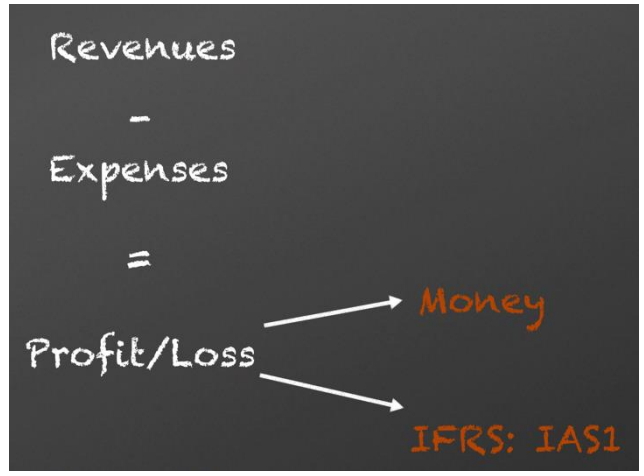 Revenues
-
Expenses
=
Money
Profit/Loss
IFRS: IAS1